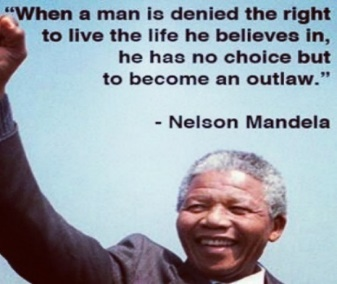 “When a man is denied the right
to live the life he believes in,
he has no choice but
to become an outlaw.”
- Nelson Mandela